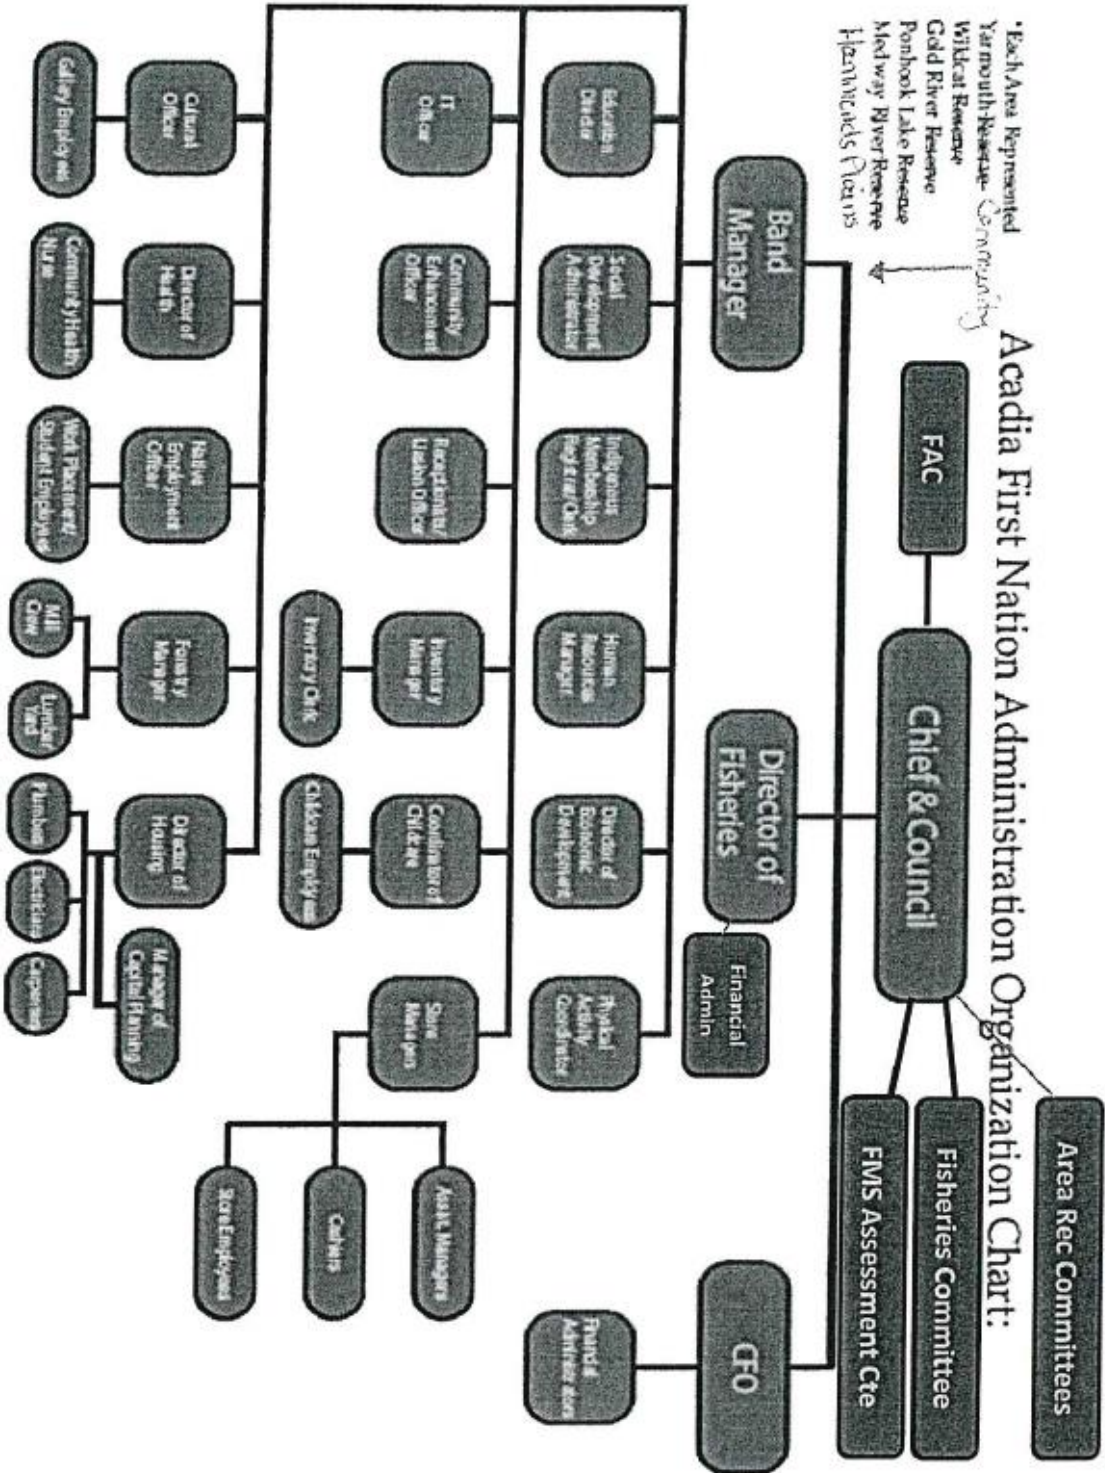 Acadia First Nation Administration Organization Chart:
*Each Area Represented
Yarmouth Reserve Community
Wildcat Reserve
Gold River Reserve
Ponhook Lake Reserve
Medway River Reserve
Hammonds Plains
Area Rec Committees
FAC
Chief & Council
Fisheries Committee
FMS Assessment Cte
Band
Manager
Director of
Fisheries
Financial
Admin
CFO
Education
Director
Social
Development
Administrator
Indigenous
Membership
Registrar/Clerk
Human
Resources
Manager
Director of
Economic
Development
Physical
Activity
Coordinator
Financial
Administrators
IT
Officer
Community
Enhancement
Officer
Receptionists/
Liaison Officer
Inventory
Manager
Coordinator of
Childcare
Store
Managers
Inventory Clerk
Childcare Employees
Asst. Managers
Cashiers
Store Employees
Cultural
Officer
Director of
Health
Native
Employment
Officer
Forestry
Manager
Director of
Housing
Manager of
Capital Planning
Gallery Employees
Community Health
Nurse
Work Placement/
Student Employees
Mill
Crew
Lumber
Yard
Plumbers
Electricians
Carpenters